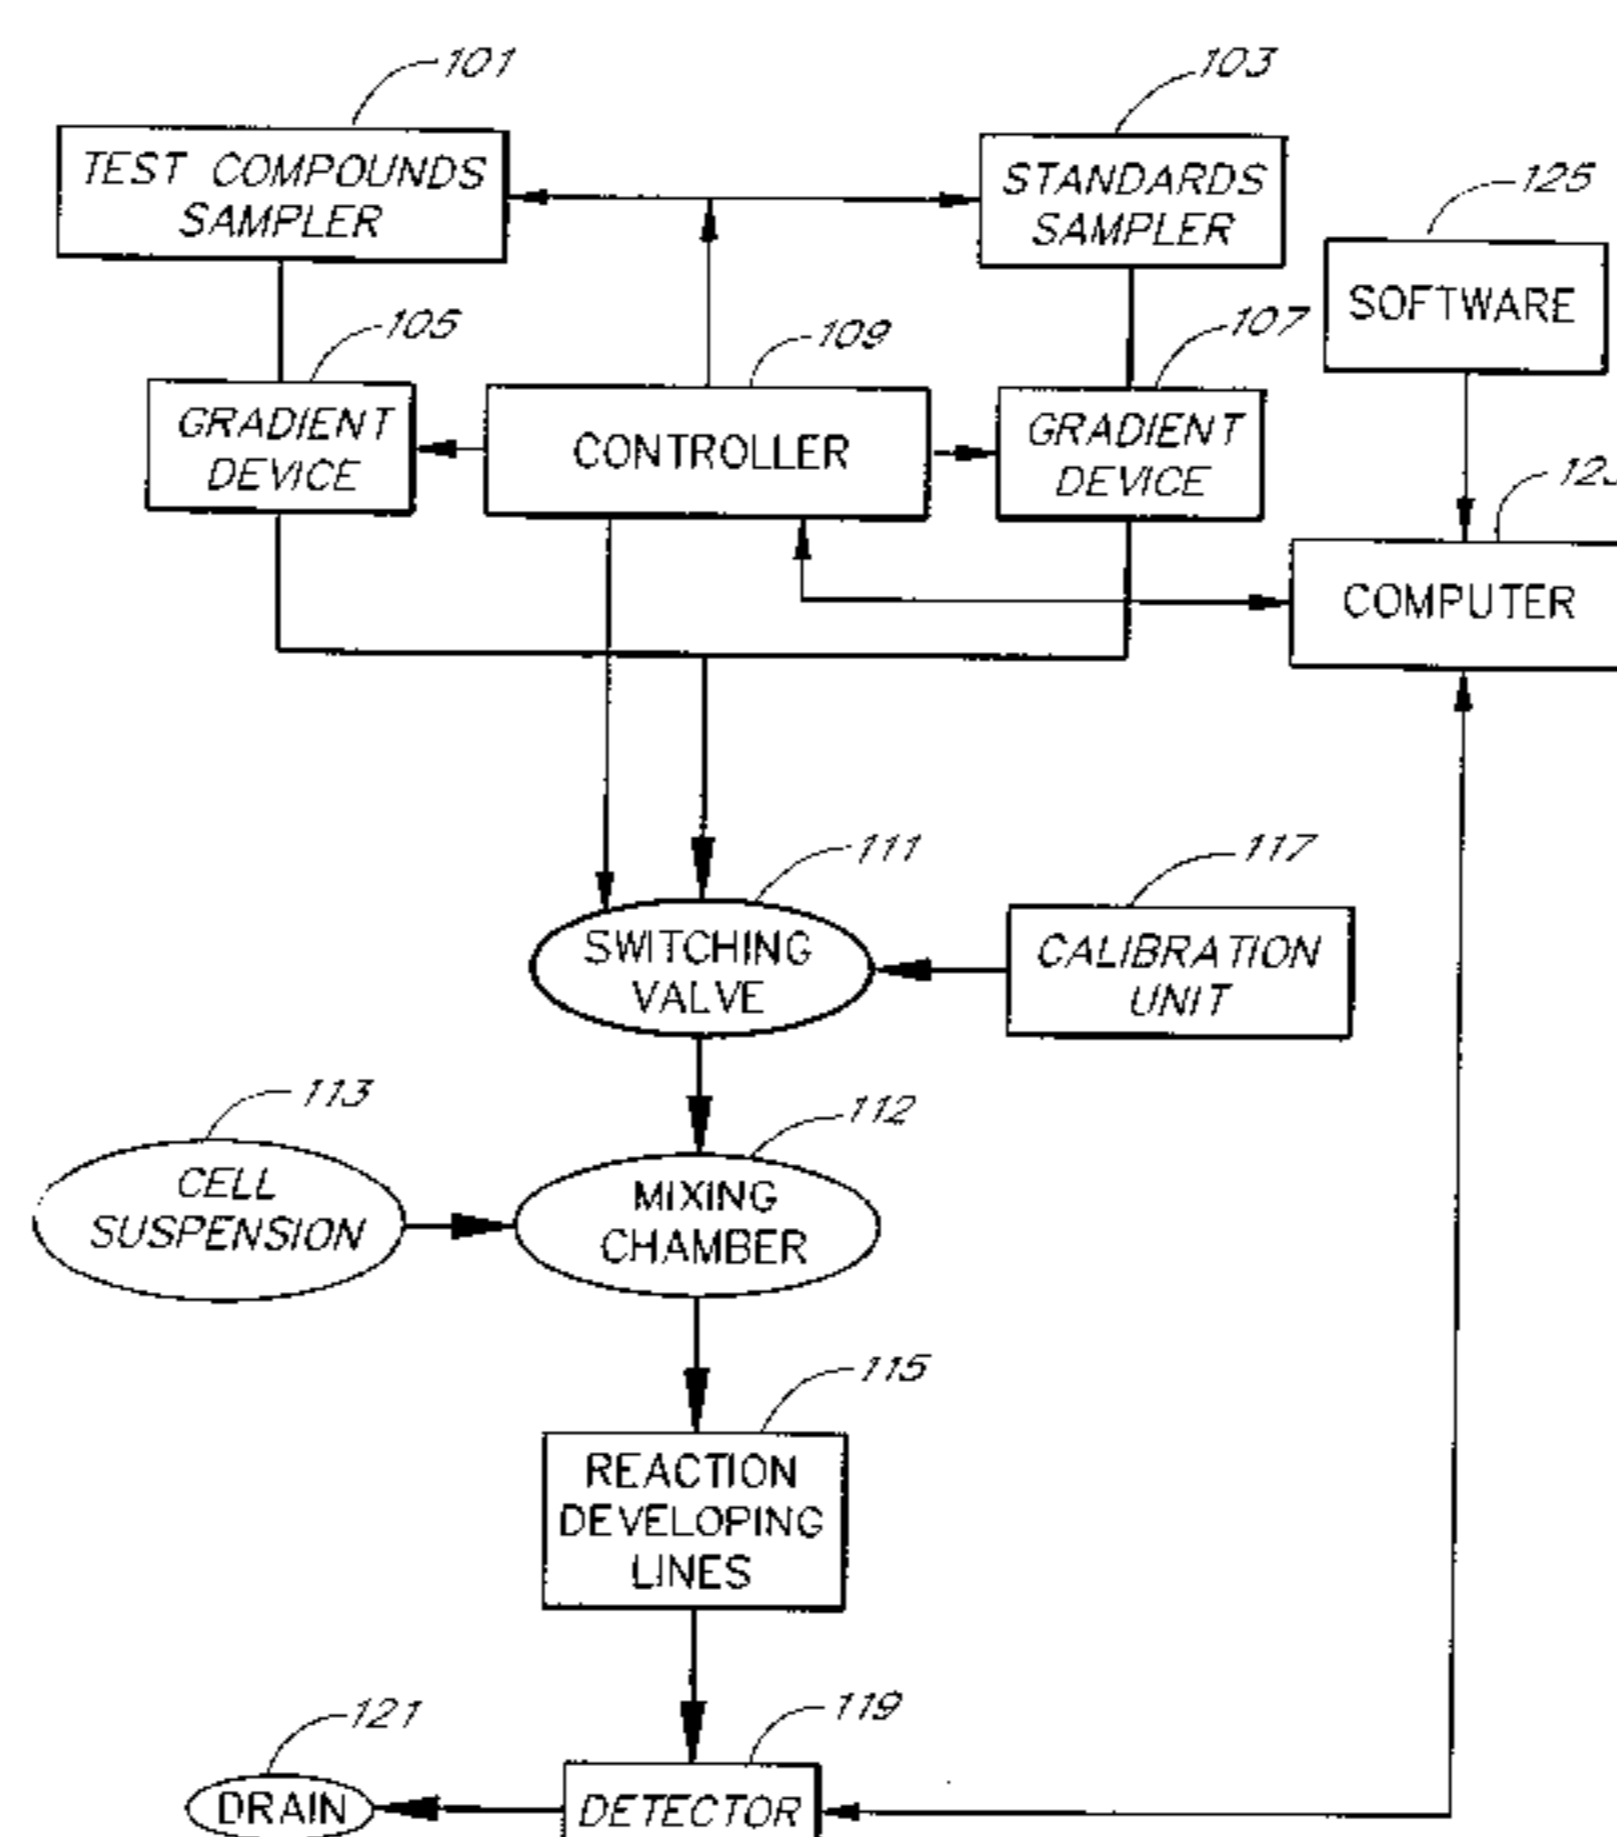 101
103
TEST COMPOUNDS
SAMPLER
STANDARDS
SAMPLER
125
SOFTWARE
105
109
107
GRADIENT
DEVICE
CONTROLLER
GRADIENT
DEVICE
COMPUTER
111
117
SWITCHING
VALVE
CALIBRATION
UNIT
113
112
CELL
SUSPENSION
MIXING
CHAMBER
115
REACTION
DEVELOPING
LINES
121
119
DRAIN
DETECTOR